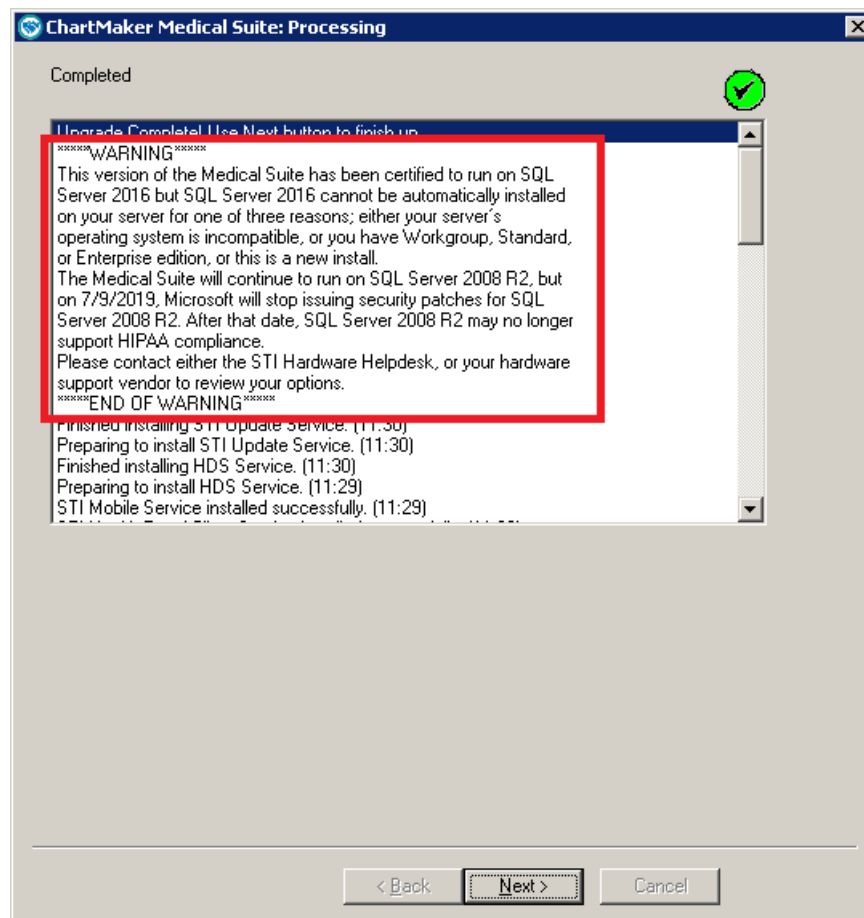 ChartMaker Medical Suite: Processing
Completed
Upgrade Complete! Use Next button to finish up
*****WARNING*****
This version of the Medical Suite has been certified to run on SQL
Server 2016 but SQL Server 2016 cannot be automatically installed
on your server for one of three reasons; either your server´s
operating system is incompatible, or you have Workgroup, Standard,
or Enterprise edition, or this is a new install.
The Medical Suite will continue to run on SQL Server 2008 R2, but
on 7/9/2019, Microsoft will stop issuing security patches for SQL
Server 2008 R2. After that date, SQL Server 2008 R2 may no longer
support HIPAA compliance.
Please contact either the STI Hardware Helpdesk, or your hardware
support vendor to review your options.
*****END OF WARNING*****
Finished installing STI Update Service. (11:30)
Preparing to install STI Update Service. (11:30)
Finished installing HDS Service. (11:30)
Preparing to install HDS Service. (11:29)
STI Mobile Service installed successfully. (11:29)
< Back
Next >
Cancel